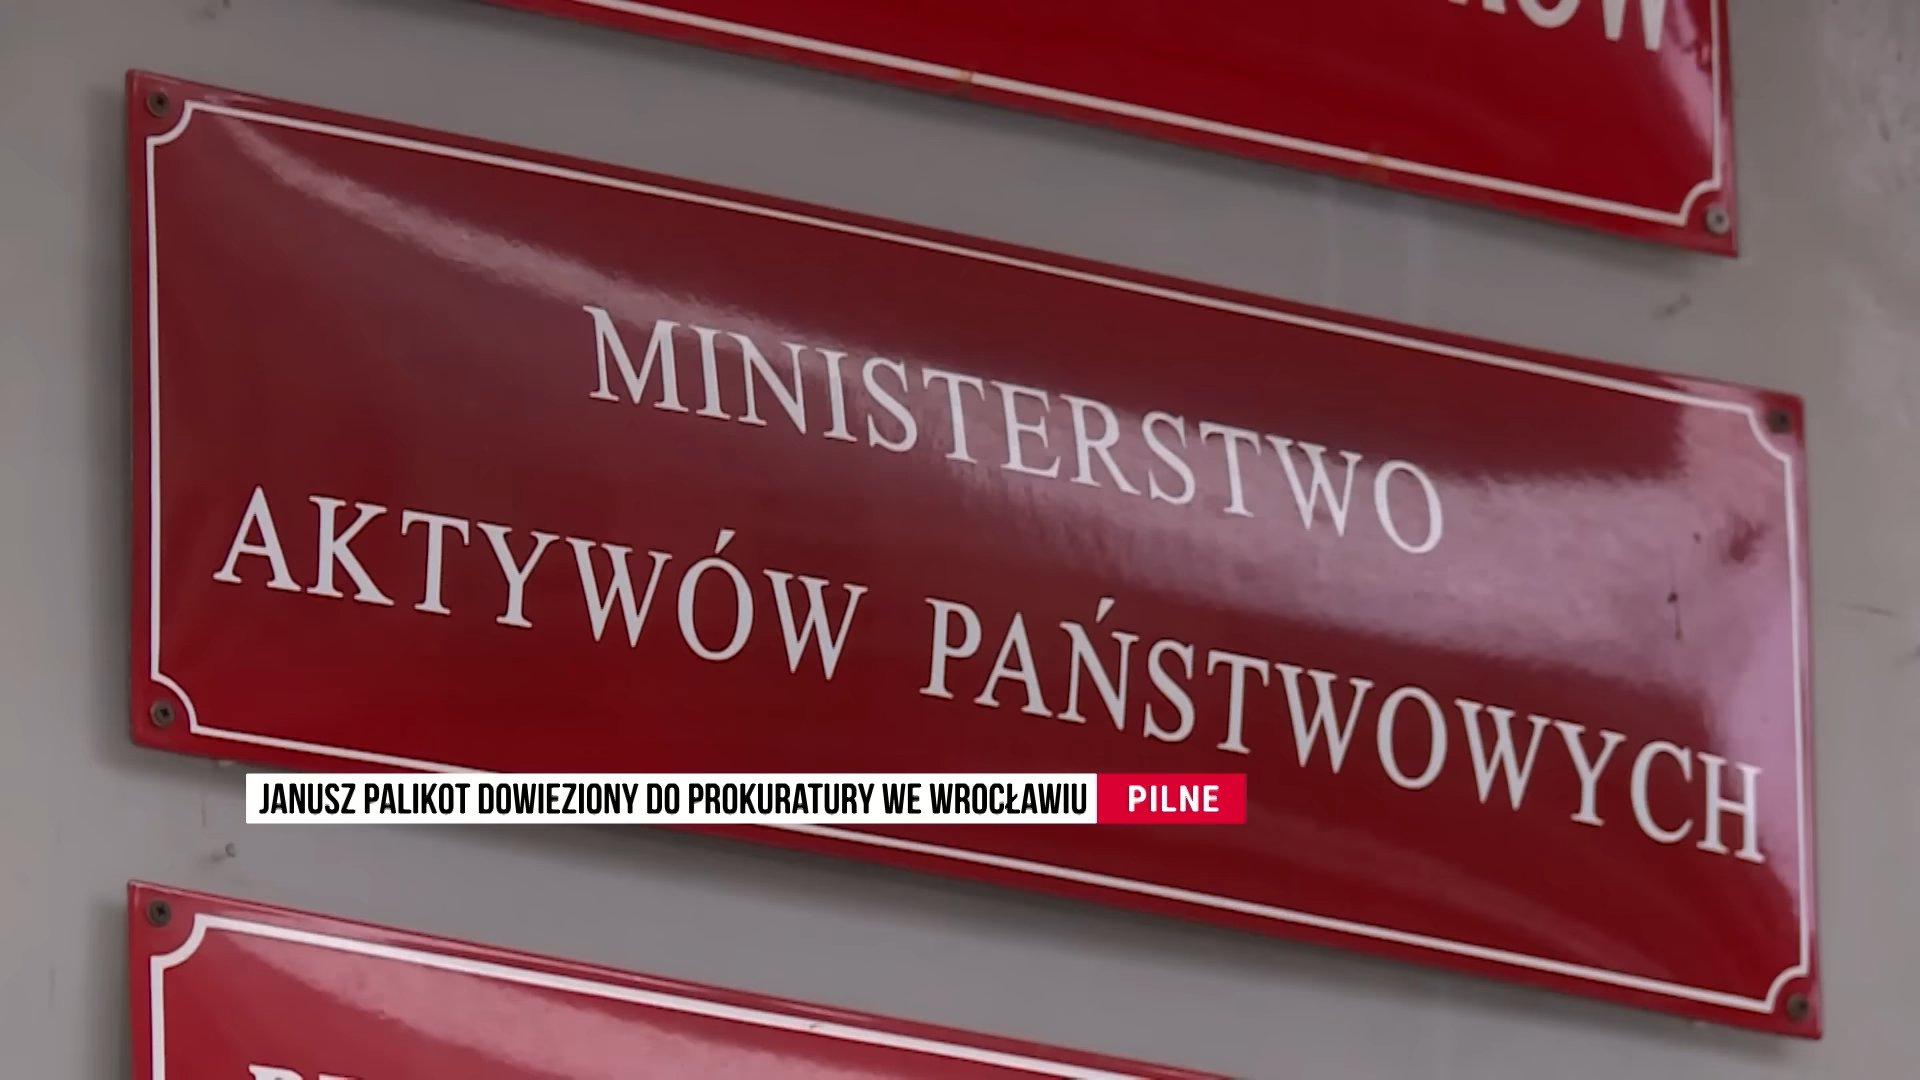 MINISTERSTWO
AKTYWÓW PAŃSTWOWYCH
JANUSZ PALIKOT DOWIEZIONY DO PROKURATURY WE WROCŁAWIU PILNE